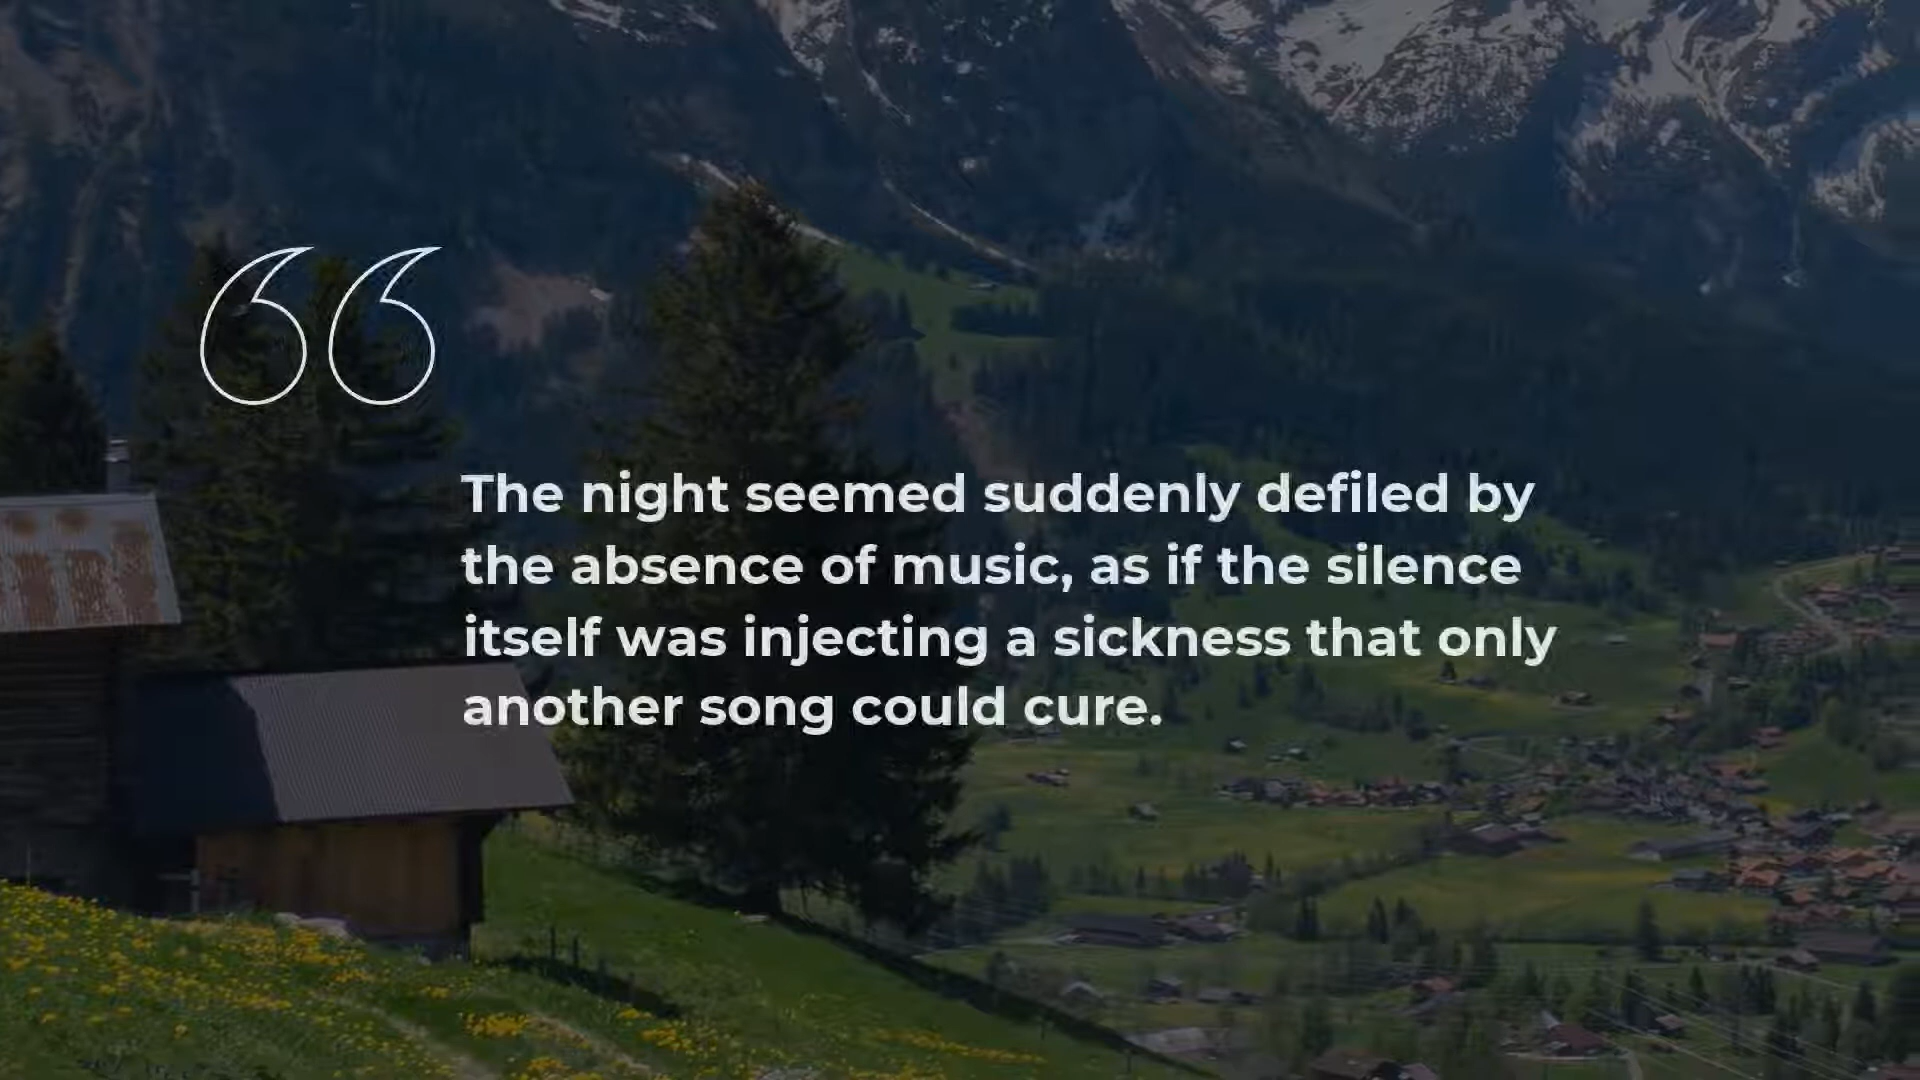 “
The night seemed suddenly defiled by
the absence of music, as if the silence
itself was injecting a sickness that only
another song could cure.